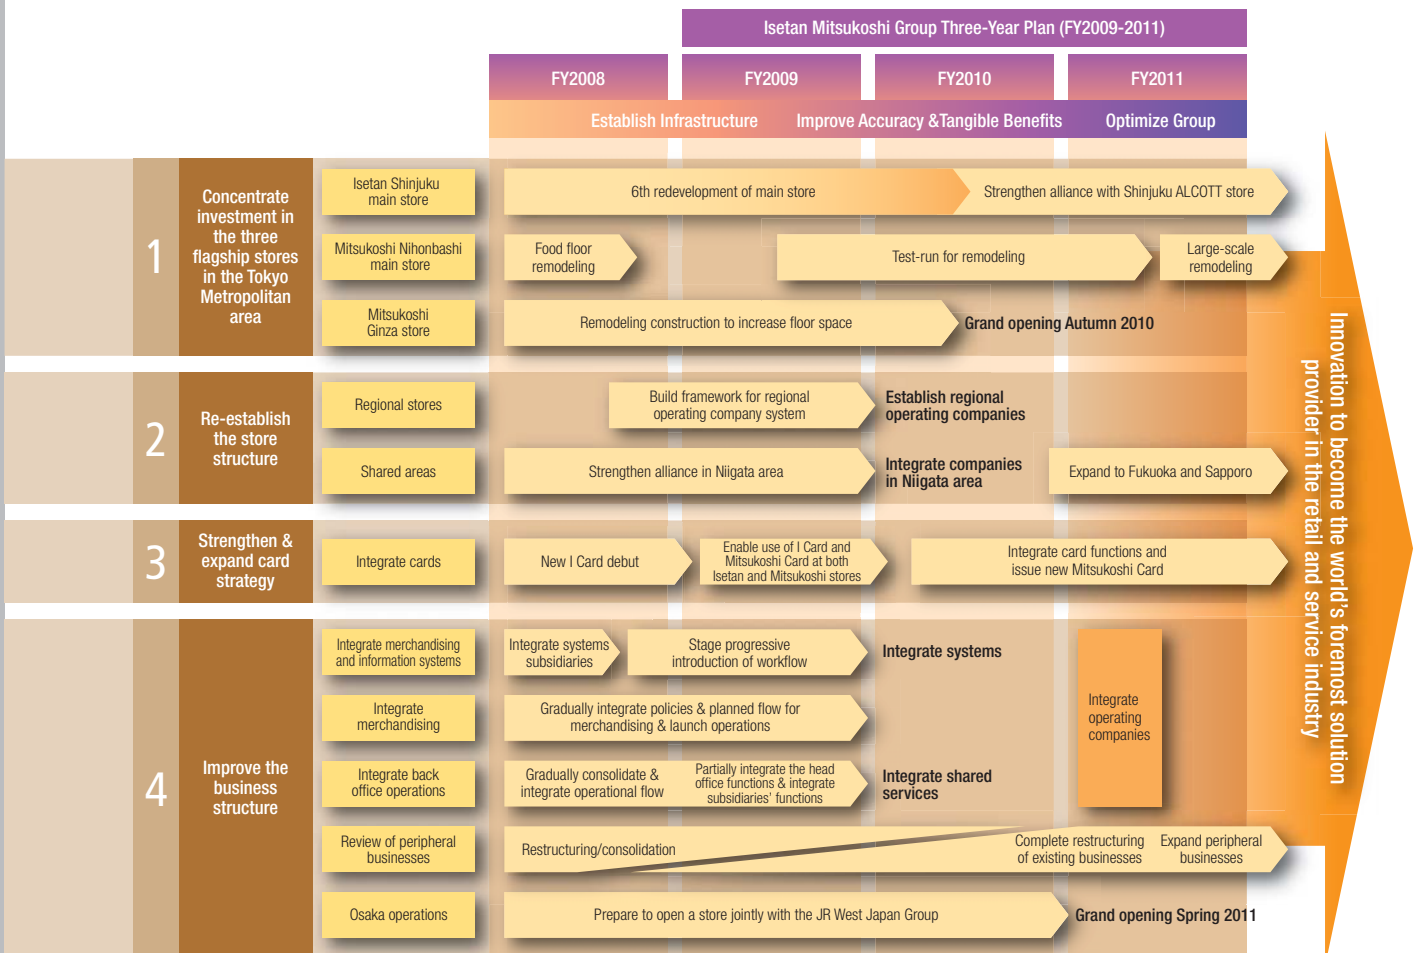 Isetan Mitsukoshi Group Three-Year Plan (FY2009-2011)
FY2008
FY2009
FY2010
FY2011
Establish Infrastructure
Improve Accuracy &Tangible Benefits
Optimize Group
1
Concentrate
investment in
the three
flagship stores
in the Tokyo
Metropolitan
area
Isetan Shinjuku
main store
6th redevelopment of main store
Strengthen alliance with Shinjuku ALCOTT store
Mitsukoshi Nihonbashi
main store
Food floor
remodeling
Test-run for remodeling
Large-scale
remodeling
Mitsukoshi
Ginza store
Remodeling construction to increase floor space
Grand opening Autumn 2010
2
Re-establish
the store
structure
Regional stores
Build framework for regional
operating company system
Establish regional
operating companies
Shared areas
Strengthen alliance in Niigata area
Integrate companies
in Niigata area
Expand to Fukuoka and Sapporo
3
Strengthen &
expand card
strategy
Integrate cards
New I Card debut
Enable use of I Card and
Mitsukoshi Card at both
Isetan and Mitsukoshi stores
Integrate card functions and
issue new Mitsukoshi Card
4
Improve the
business
structure
Integrate merchandising
and information systems
Integrate systems
subsidiaries
Stage progressive
introduction of workflow
Integrate systems
Integrate
merchandising
Gradually integrate policies & planned flow for
merchandising & launch operations
Integrate back
office operations
Gradually consolidate &
integrate operational flow
Partially integrate the head
office functions & integrate
subsidiaries' functions
Integrate shared
services
Integrate
operating
companies
Review of peripheral
businesses
Restructuring/consolidation
Complete restructuring
of existing businesses
Expand peripheral
businesses
Osaka operations
Prepare to open a store jointly with the JR West Japan Group
Grand opening Spring 2011
Innovation to become the world's foremost solution
provider in the retail and service industry